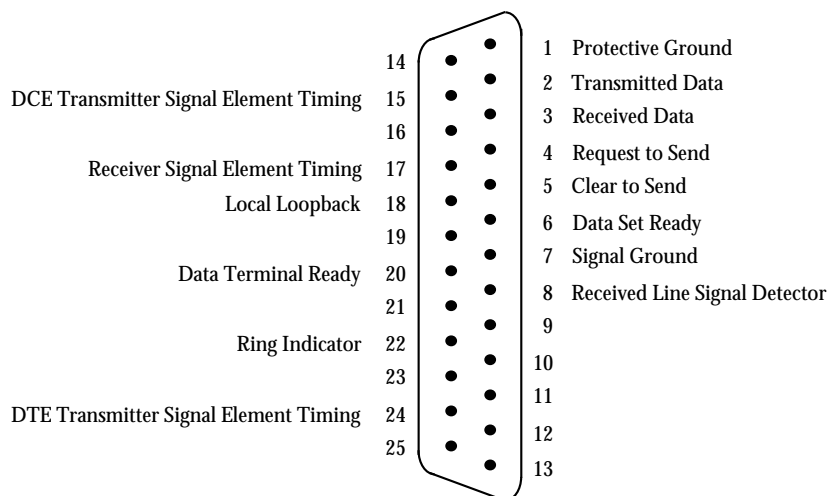 14
DCE Transmitter Signal Element Timing 15
16
Receiver Signal Element Timing 17
Local Loopback 18
19
Data Terminal Ready 20
21
Ring Indicator 22
23
DTE Transmitter Signal Element Timing 24
25
1 Protective Ground
2 Transmitted Data
3 Received Data
4 Request to Send
5 Clear to Send
6 Data Set Ready
7 Signal Ground
8 Received Line Signal Detector
9
10
11
12
13